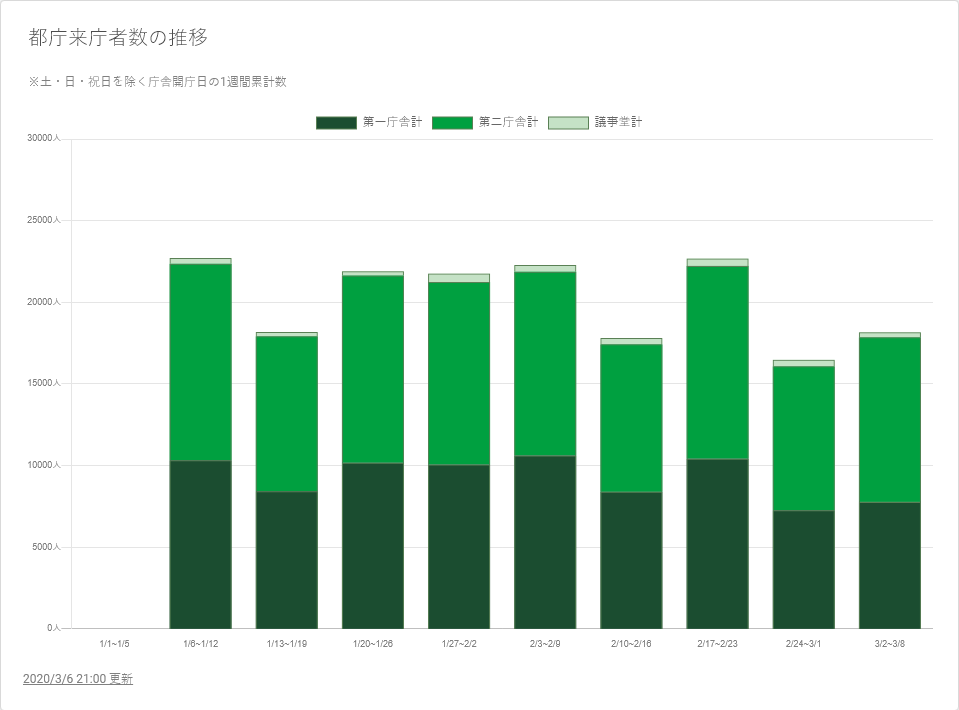 都庁来庁者数の推移
※土・日・祝日を除く庁舎開庁日の1週間累計数
第一庁舎計 第二庁舎計 議事堂計
30000人
25000人
20000人
15000人
10000人
5000人
0人
1/1~1/5 1/6~1/12 1/13~1/19 1/20~1/26 1/27~2/2 2/3~2/9 2/10~2/16 2/17~2/23 2/24~3/1 3/2~3/8
2020/3/6 21:00 更新